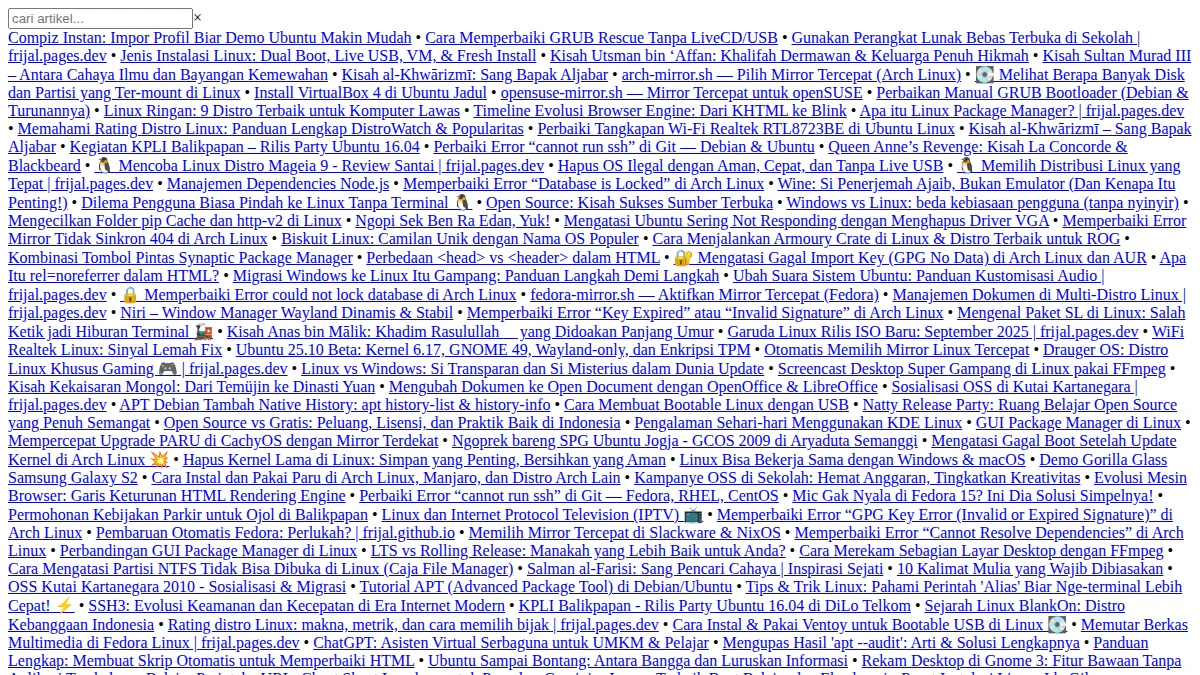 cari artikel... ×
Compiz Instan: Impor Profil Biar Demo Ubuntu Makin Mudah • Cara Memperbaiki GRUB Rescue Tanpa LiveCD/USB • Gunakan Perangkat Lunak Bebas Terbuka di Sekolah |
frijal.pages.dev • Jenis Instalasi Linux: Dual Boot, Live USB, VM, & Fresh Install • Kisah Utsman bin ‘Affan: Khalifah Dermawan & Keluarga Penuh Hikmah • Kisah Sultan Murad III
– Antara Cahaya Ilmu dan Bayangan Kemewahan • Kisah al-Khwārizmī: Sang Bapak Aljabar • arch-mirror.sh — Pilih Mirror Tercepat (Arch Linux) • 💽 Melihat Berapa Banyak Disk
dan Partisi yang Ter-mount di Linux • Install VirtualBox 4 di Ubuntu Jadul • opensuse-mirror.sh — Mirror Tercepat untuk openSUSE • Perbaikan Manual GRUB Bootloader (Debian &
Turunannya) • Linux Ringan: 9 Distro Terbaik untuk Komputer Lawas • Timeline Evolusi Browser Engine: Dari KHTML ke Blink • Apa itu Linux Package Manager? | frijal.pages.dev
• Memahami Rating Distro Linux: Panduan Lengkap DistroWatch & Popularitas • Perbaiki Tangkapan Wi-Fi Realtek RTL8723BE di Ubuntu Linux • Kisah al-Khwārizmī – Sang Bapak
Aljabar • Kegiatan KPLI Balikpapan – Rilis Party Ubuntu 16.04 • Perbaiki Error “cannot run ssh” di Git — Debian & Ubuntu • Queen Anne’s Revenge: Kisah La Concorde &
Blackbeard • 🐧 Mencoba Linux Distro Mageia 9 - Review Santai | frijal.pages.dev • Hapus OS Ilegal dengan Aman, Cepat, dan Tanpa Live USB • 🐧 Memilih Distribusi Linux yang
Tepat | frijal.pages.dev • Manajemen Dependencies Node.js • Memperbaiki Error “Database is Locked” di Arch Linux • Wine: Si Penerjemah Ajaib, Bukan Emulator (Dan Kenapa Itu
Penting!) • Dilema Pengguna Biasa Pindah ke Linux Tanpa Terminal 🐧 • Open Source: Kisah Sukses Sumber Terbuka • Windows vs Linux: beda kebiasaan pengguna (tanpa nyinyir) •
Mengecilkan Folder pip Cache dan http-v2 di Linux • Ngopi Sek Ben Ra Edan, Yuk! • Mengatasi Ubuntu Sering Not Responding dengan Menghapus Driver VGA • Memperbaiki Error
Mirror Tidak Sinkron 404 di Arch Linux • Biskuit Linux: Camilan Unik dengan Nama OS Populer • Cara Menjalankan Armoury Crate di Linux & Distro Terbaik untuk ROG •
Kombinasi Tombol Pintas Synaptic Package Manager • Perbedaan <head> vs <header> dalam HTML • 🔐 Mengatasi Gagal Import Key (GPG No Data) di Arch Linux dan AUR • Apa
Itu rel=noreferrer dalam HTML? • Migrasi Windows ke Linux Itu Gampang: Panduan Langkah Demi Langkah • Ubah Suara Sistem Ubuntu: Panduan Kustomisasi Audio |
frijal.pages.dev • 🔒 Memperbaiki Error could not lock database di Arch Linux • fedora-mirror.sh — Aktifkan Mirror Tercepat (Fedora) • Manajemen Dokumen di Multi-Distro Linux |
frijal.pages.dev • Niri – Window Manager Wayland Dinamis & Stabil • Memperbaiki Error “Key Expired” atau “Invalid Signature” di Arch Linux • Mengenal Paket SL di Linux: Salah
Ketik jadi Hiburan Terminal 🚂 • Kisah Anas bin Mālik: Khadim Rasulullah yang Didoakan Panjang Umur • Garuda Linux Rilis ISO Baru: September 2025 | frijal.pages.dev • WiFi
Realtek Linux: Sinyal Lemah Fix • Ubuntu 25.10 Beta: Kernel 6.17, GNOME 49, Wayland-only, dan Enkripsi TPM • Otomatis Memilih Mirror Linux Tercepat • Drauger OS: Distro
Linux Khusus Gaming 🎮 | frijal.pages.dev • Linux vs Windows: Si Transparan dan Si Misterius dalam Dunia Update • Screencast Desktop Super Gampang di Linux pakai FFmpeg •
Kisah Kekaisaran Mongol: Dari Temüjin ke Dinasti Yuan • Mengubah Dokumen ke Open Document dengan OpenOffice & LibreOffice • Sosialisasi OSS di Kutai Kartanegara |
frijal.pages.dev • APT Debian Tambah Native History: apt history-list & history-info • Cara Membuat Bootable Linux dengan USB • Natty Release Party: Ruang Belajar Open Source
yang Penuh Semangat • Open Source vs Gratis: Peluang, Lisensi, dan Praktik Baik di Indonesia • Pengalaman Sehari-hari Menggunakan KDE Linux • GUI Package Manager di Linux •
Mempercepat Upgrade PARU di CachyOS dengan Mirror Terdekat • Ngoprek bareng SPG Ubuntu Jogja - GCOS 2009 di Aryaduta Semanggi • Mengatasi Gagal Boot Setelah Update
Kernel di Arch Linux 💥 • Hapus Kernel Lama di Linux: Simpan yang Penting, Bersihkan yang Aman • Linux Bisa Bekerja Sama dengan Windows & macOS • Demo Gorilla Glass
Samsung Galaxy S2 • Cara Instal dan Pakai Paru di Arch Linux, Manjaro, dan Distro Arch Lain • Kampanye OSS di Sekolah: Hemat Anggaran, Tingkatkan Kreativitas • Evolusi Mesin
Browser: Garis Keturunan HTML Rendering Engine • Perbaiki Error “cannot run ssh” di Git — Fedora, RHEL, CentOS • Mic Gak Nyala di Fedora 15? Ini Dia Solusi Simpelnya! •
Permohonan Kebijakan Parkir untuk Ojol di Balikpapan • Linux dan Internet Protocol Television (IPTV) 📺 • Memperbaiki Error “GPG Key Error (Invalid or Expired Signature)” di
Arch Linux • Pembaruan Otomatis Fedora: Perlukah? | frijal.github.io • Memilih Mirror Tercepat di Slackware & NixOS • Memperbaiki Error “Cannot Resolve Dependencies” di Arch
Linux • Perbandingan GUI Package Manager di Linux • LTS vs Rolling Release: Manakah yang Lebih Baik untuk Anda? • Cara Merekam Sebagian Layar Desktop dengan FFmpeg •
Cara Mengatasi Partisi NTFS Tidak Bisa Dibuka di Linux (Caja File Manager) • Salman al-Farisi: Sang Pencari Cahaya | Inspirasi Sejati • 10 Kalimat Mulia yang Wajib Dibiasakan •
OSS Kutai Kartanegara 2010 - Sosialisasi & Migrasi • Tutorial APT (Advanced Package Tool) di Debian/Ubuntu • Tips & Trik Linux: Pahami Perintah 'Alias' Biar Nge-terminal Lebih
Cepat! ⚡ • SSH3: Evolusi Keamanan dan Kecepatan di Era Internet Modern • KPLI Balikpapan - Rilis Party Ubuntu 16.04 di DiLo Telkom • Sejarah Linux BlankOn: Distro
Kebanggaan Indonesia • Rating distro Linux: makna, metrik, dan cara memilih bijak | frijal.pages.dev • Cara Instal & Pakai Ventoy untuk Bootable USB di Linux 💽 • Memutar Berkas
Multimedia di Fedora Linux | frijal.pages.dev • ChatGPT: Asisten Virtual Serbaguna untuk UMKM & Pelajar • Mengupas Hasil 'apt --audit': Arti & Solusi Lengkapnya • Panduan
Lengkap: Membuat Skrip Otomatis untuk Memperbaiki HTML • Ubuntu Sampai Bontang: Antara Bangga dan Luruskan Informasi • Rekam Desktop di Gnome 3: Fitur Bawaan Tanpa